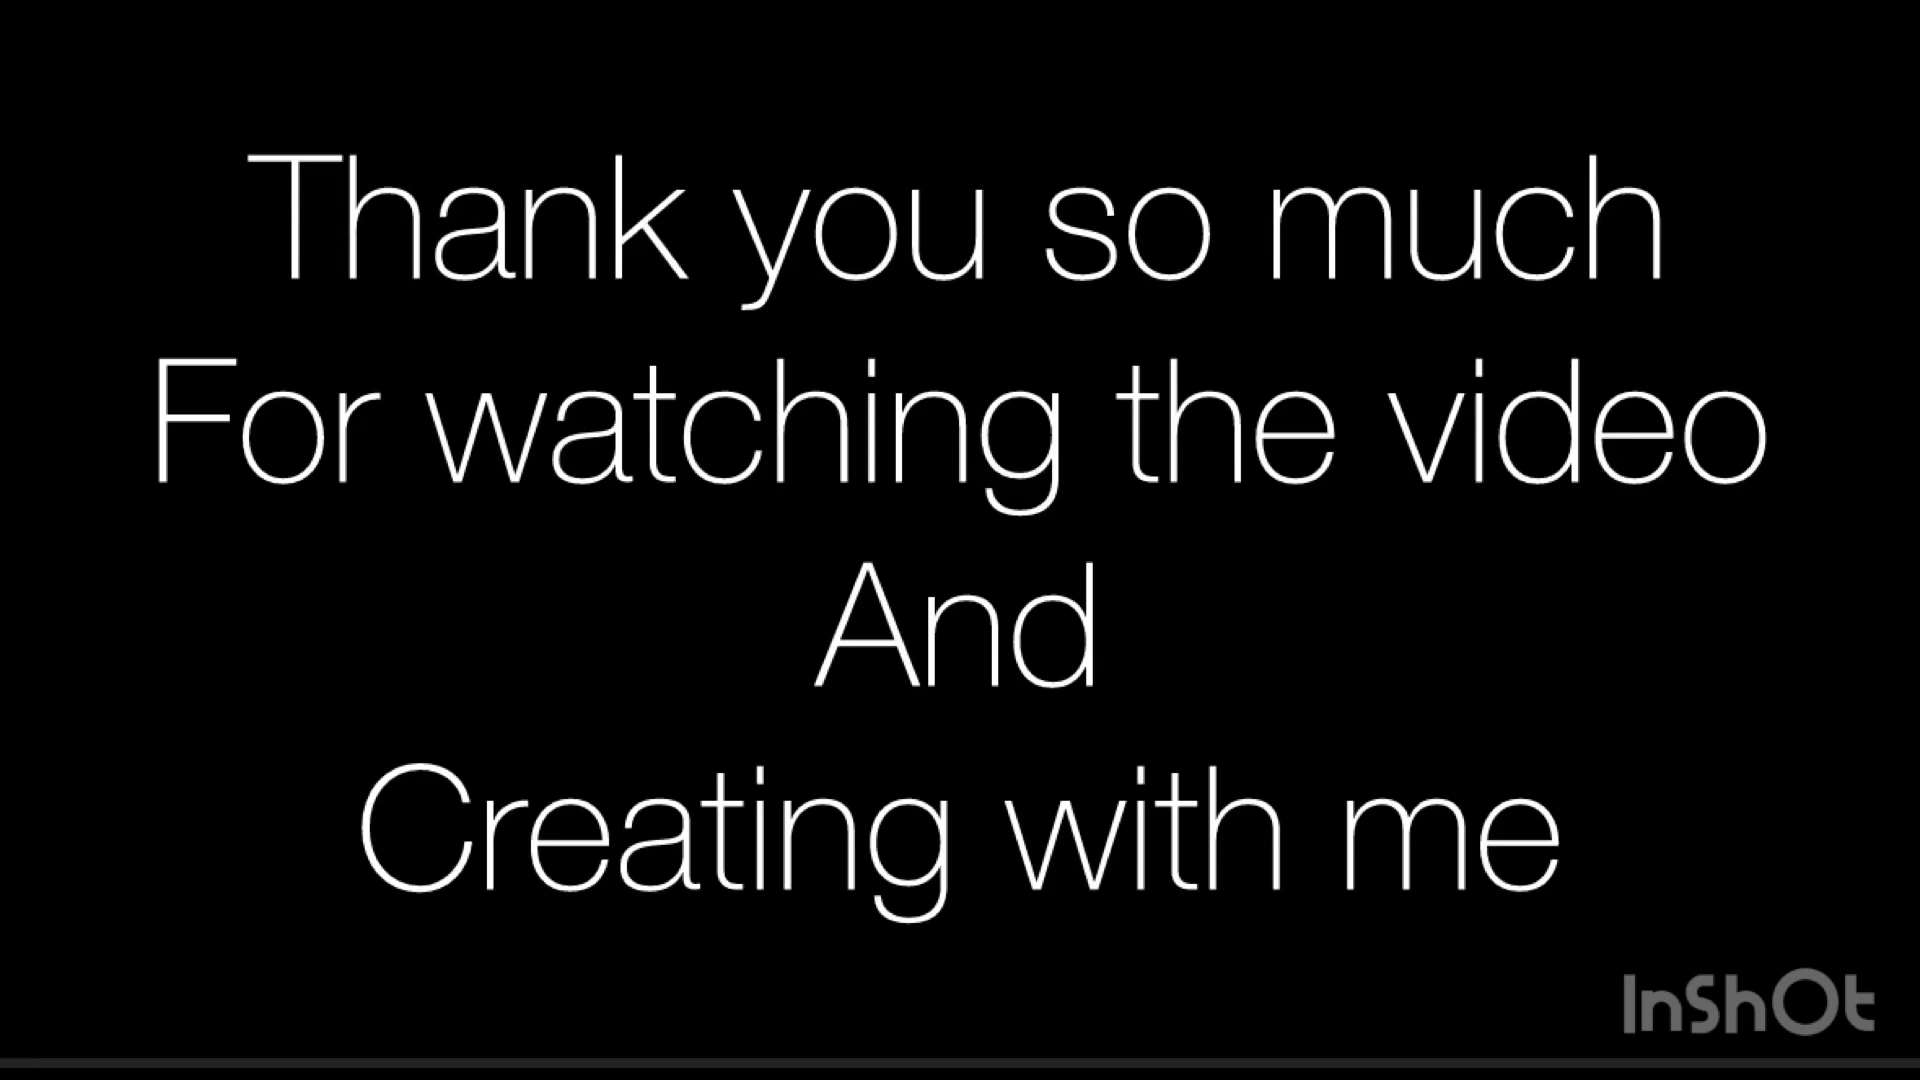 Thank you so much
For watching the video
And
Creating with me
InShOt